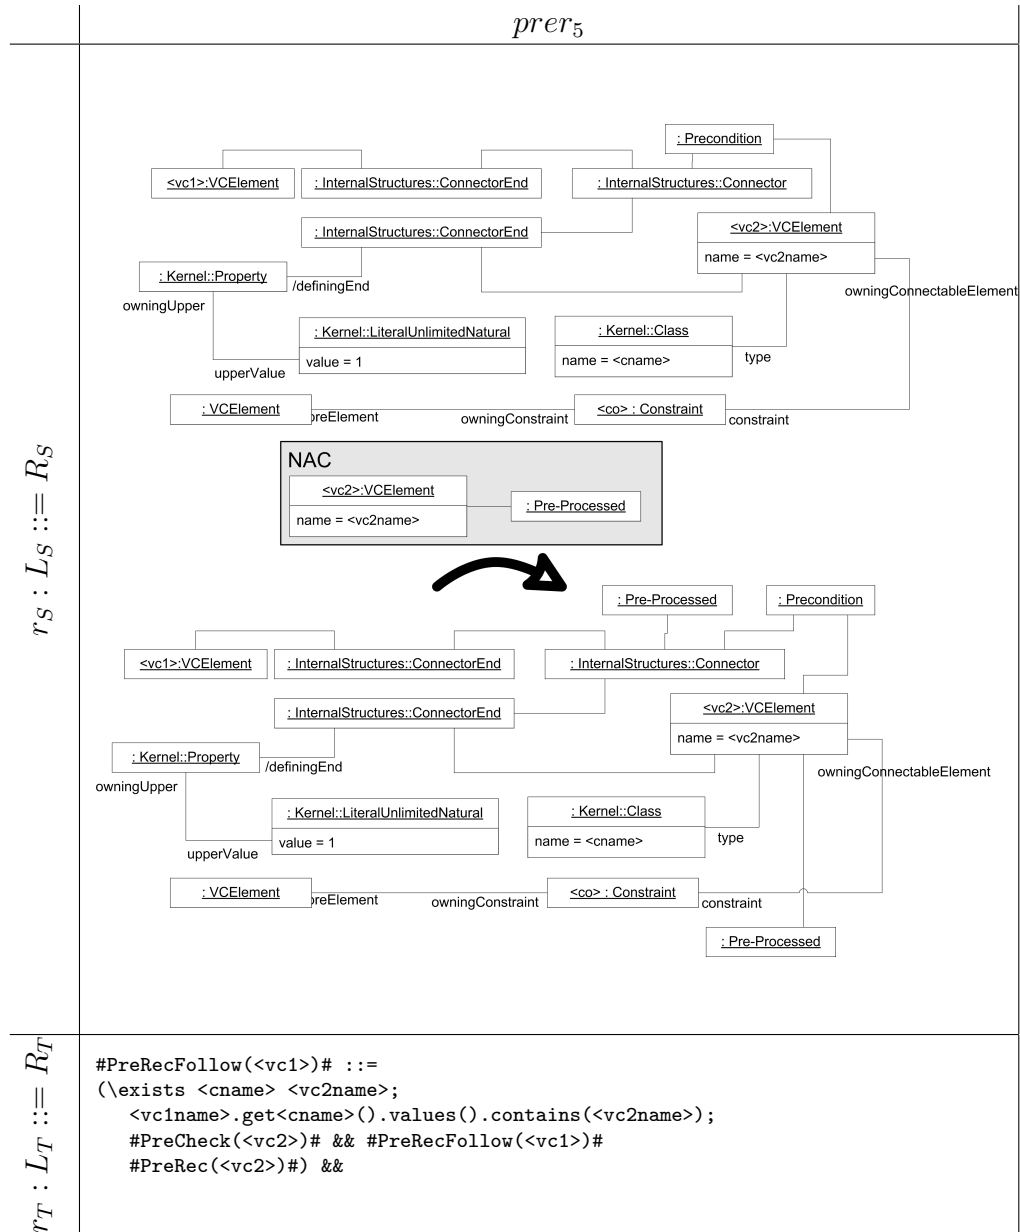 prer5
rS : LS ::= RS
: Precondition
<vc1>:VCElement
: InternalStructures::ConnectorEnd
: InternalStructures::Connector
: InternalStructures::ConnectorEnd
<vc2>:VCElement
name = <vc2name>
: Kernel::Property
/definingEnd
owningUpper
owningConnectableElement
: Kernel::LiteralUnlimitedNatural
value = 1
: Kernel::Class
name = <cname>
type
upperValue
: VCElement
owningConstraint
<co> : Constraint
constraint
NAC
<vc2>:VCElement
name = <vc2name>
: Pre-Processed
: Pre-Processed
: Precondition
<vc1>:VCElement
: InternalStructures::ConnectorEnd
: InternalStructures::Connector
: InternalStructures::ConnectorEnd
<vc2>:VCElement
name = <vc2name>
: Kernel::Property
/definingEnd
owningUpper
owningConnectableElement
: Kernel::LiteralUnlimitedNatural
value = 1
: Kernel::Class
name = <cname>
type
upperValue
: VCElement
owningConstraint
<co> : Constraint
constraint
: Pre-Processed
rT : LT ::= RT
#PreRecFollow(<vc1>)# ::=
(\exists <cname> <vc2name>;
<vc1name>.get<cname>().values().contains(<vc2name>);
#PreCheck(<vc2>)# && #PreRecFollow(<vc1>)#
#PreRec(<vc2>)#) &&